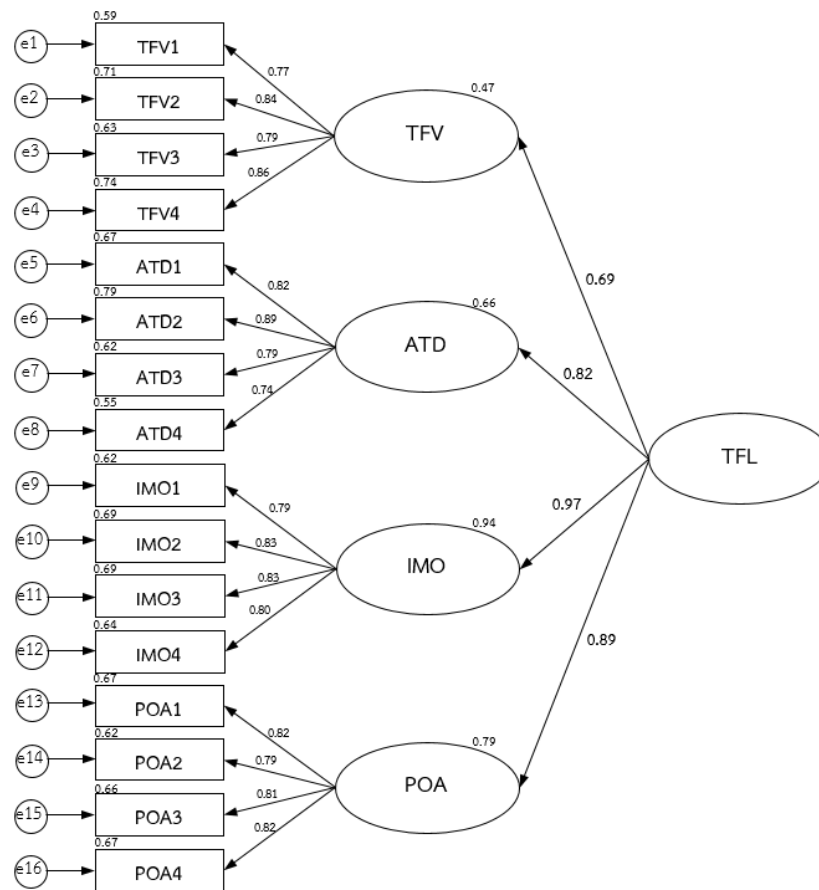 0.59
e1
TFV1
0.77
0.71
e2
TFV2
0.84
0.63
e3
TFV3
0.79
0.74
e4
TFV4
0.86
TFV
0.47
0.67
e5
ATD1
0.82
0.79
e6
ATD2
0.89
0.62
e7
ATD3
0.79
0.55
e8
ATD4
0.74
ATD
0.66
0.62
e9
IMO1
0.79
0.69
e10
IMO2
0.83
0.69
e11
IMO3
0.83
0.64
e12
IMO4
0.80
IMO
0.94
0.67
e13
POA1
0.82
0.62
e14
POA2
0.79
0.66
e15
POA3
0.81
0.67
e16
POA4
0.82
POA
0.79
0.69
0.82
0.97
0.89
TFL